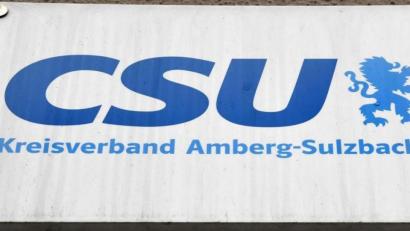 CSU
Kreisverband Amberg-Sulzbach